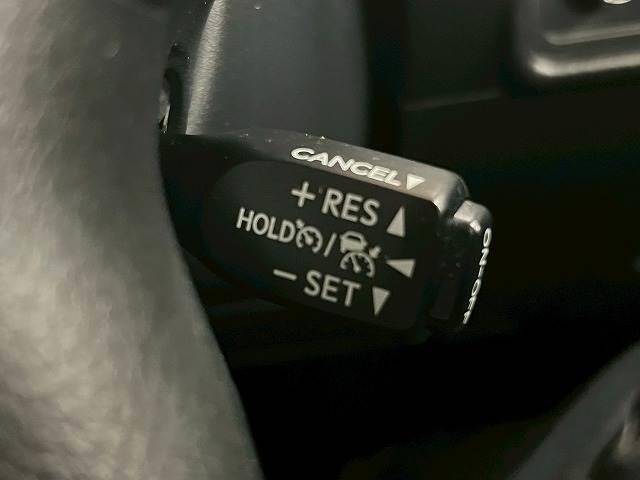 CANCEL▼
+RES▲
HOLD / ◀
−SET▼
ON·OFF